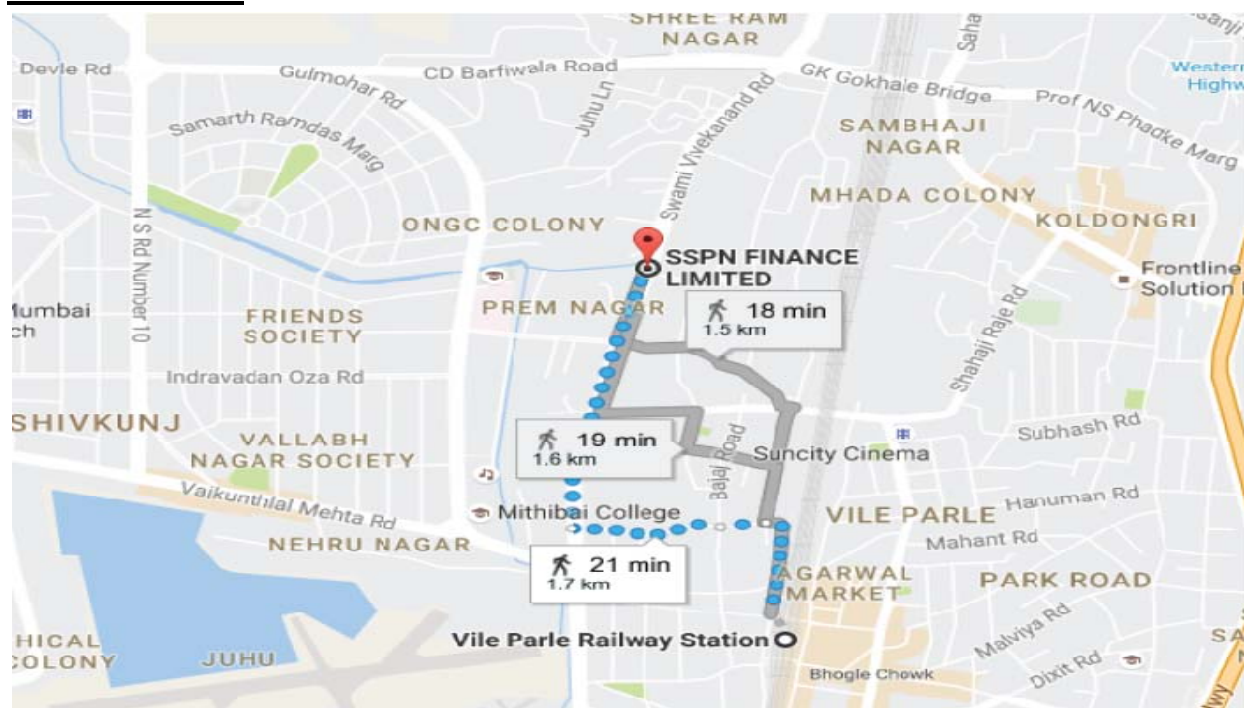 SHREE RAM
NAGAR
Devle Rd
Gulmohar Rd
CD Barfiwala Road
Juhu Ln
Swami Vivekanand Rd
GK Gokhale Bridge
Prof NS Phadke Marg
Western
Highw
Samarth Ramdas Marg
SAMBHAJI
NAGAR
MHADA COLONY
KOLDONGRI
N S Rd Number 10
ONGC COLONY
SSPN FINANCE
LIMITED
Frontline
Solution
PREM NAGAR
18 min
1.5 km
Mumbai
FRIENDS
SOCIETY
Shahaji Raje Rd
Indravadan Oza Rd
SHIVKUNJ
VALLABH
NAGAR SOCIETY
19 min
1.6 km
Bajaj Road
Suncity Cinema
Subhash Rd
Vaikunthlal Mehta Rd
Mithibai College
Hanuman Rd
VILE PARLE
Mahant Rd
NEHRU NAGAR
21 min
1.7 km
AGARWAL
MARKET
PARK ROAD
HICAL
COLONY
JUHU
Vile Parle Railway Station
Malviya Rd
Dixit Rd
Bhogle Chowk
SA
Hwy